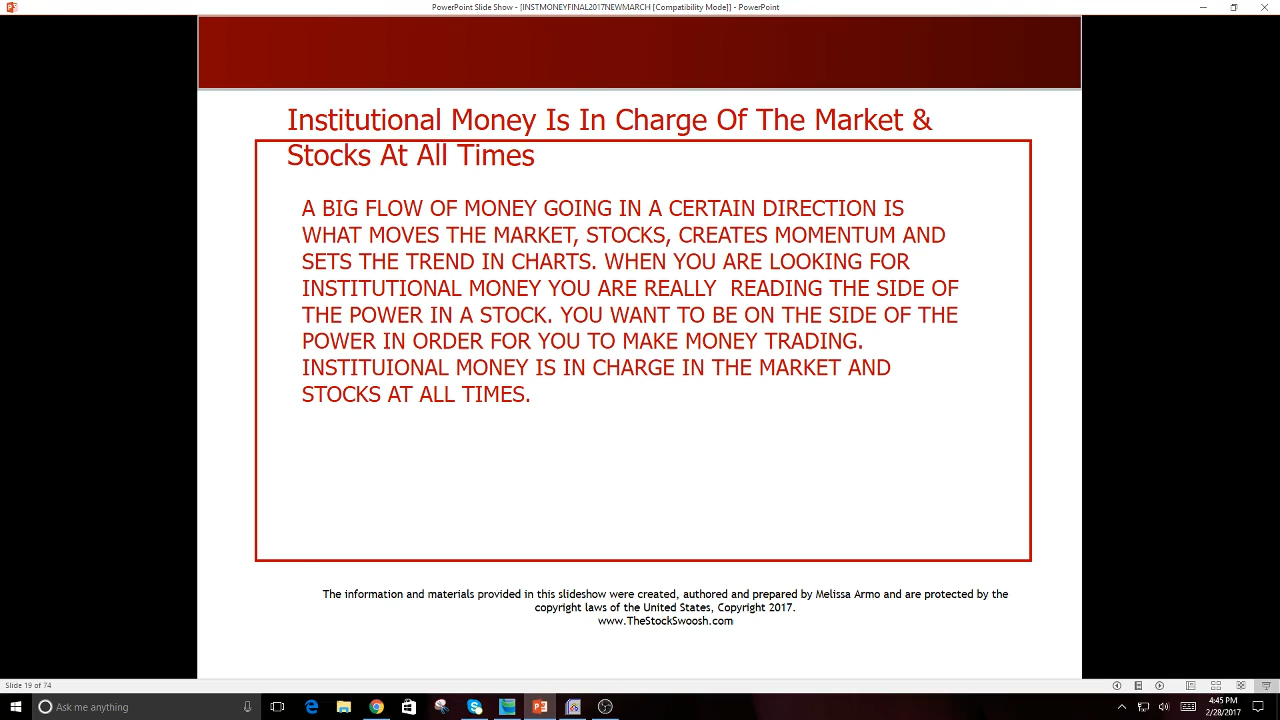 PowerPoint Slide Show - [INSTMONEYFINAL2017NEWMARCH [Compatibility Mode]] - PowerPoint
Institutional Money Is In Charge Of The Market &
Stocks At All Times
A BIG FLOW OF MONEY GOING IN A CERTAIN DIRECTION IS
WHAT MOVES THE MARKET, STOCKS, CREATES MOMENTUM AND
SETS THE TREND IN CHARTS. WHEN YOU ARE LOOKING FOR
INSTITUTIONAL MONEY YOU ARE REALLY  READING THE SIDE OF
THE POWER IN A STOCK. YOU WANT TO BE ON THE SIDE OF THE
POWER IN ORDER FOR YOU TO MAKE MONEY TRADING.
INSTITUIONAL MONEY IS IN CHARGE IN THE MARKET AND
STOCKS AT ALL TIMES.
The information and materials provided in this slideshow were created, authored and prepared by Melissa Armo and are protected by the
copyright laws of the United States, Copyright 2017.
www.TheStockSwoosh.com
Slide 19 of 74
Ask me anything
4:45 PM
2/28/2017